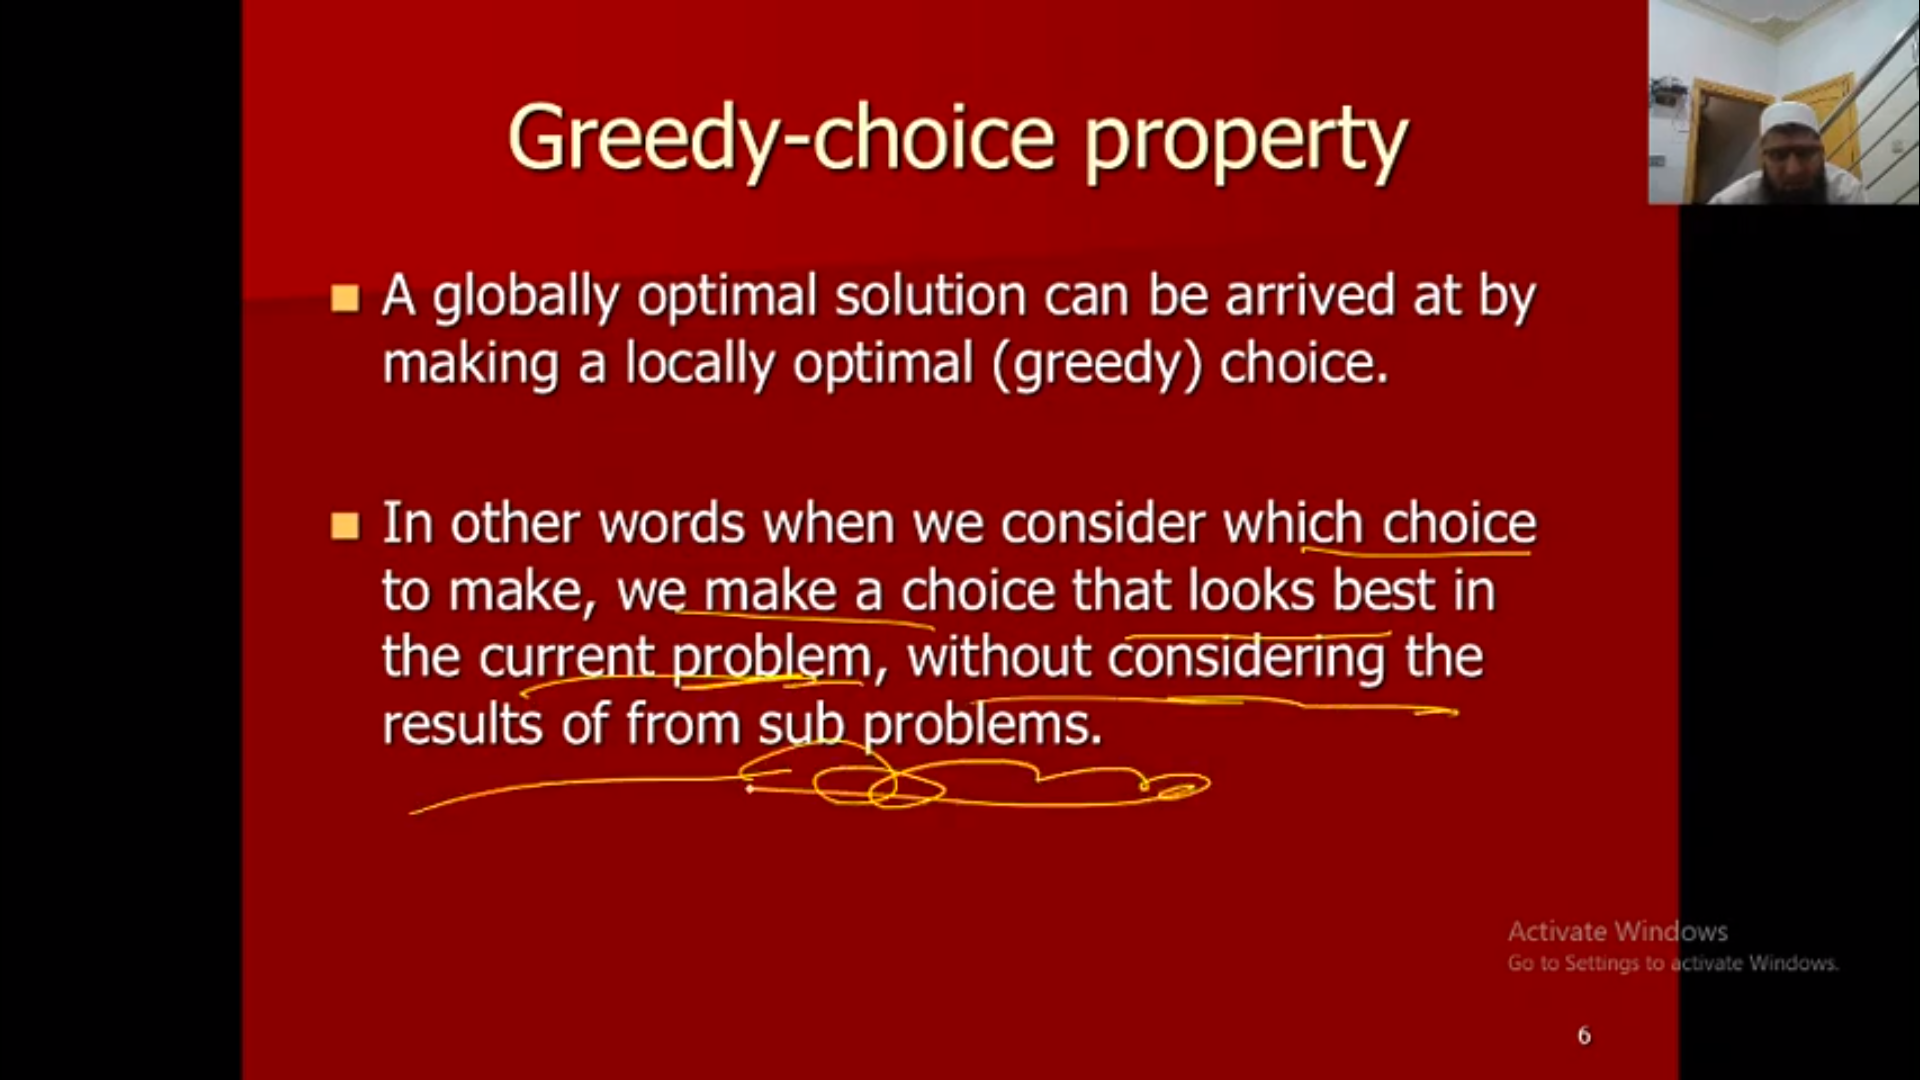 Greedy-choice property
A globally optimal solution can be arrived at by
making a locally optimal (greedy) choice.
In other words when we consider which choice
to make, we make a choice that looks best in
the current problem, without considering the
results of from sub problems.
Activate Windows
Go to Settings to activate Windows.
6